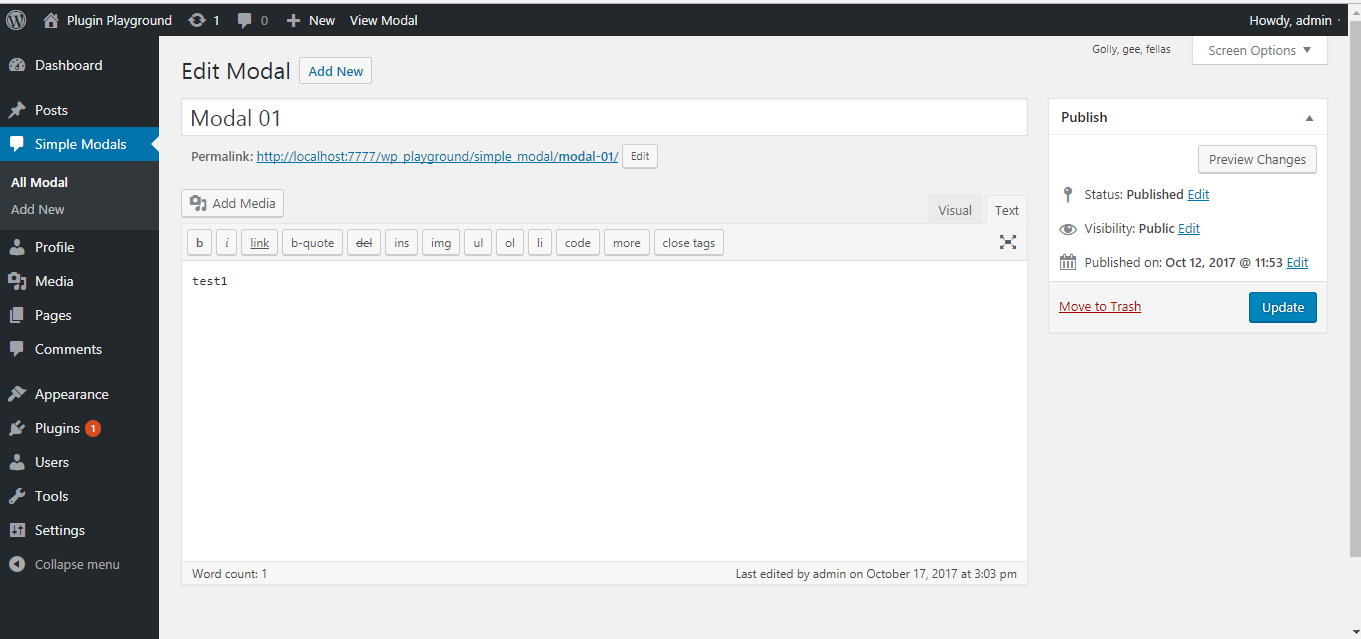 Plugin Playground 1 0 New View Modal Howdy, admin
Golly, gee, fellas
Screen Options
Dashboard
Posts
Simple Modals
All Modal
Add New
Profile
Media
Pages
Comments
Appearance
Plugins 1
Users
Tools
Settings
Collapse menu
Edit Modal Add New
Modal 01
Permalink: http://localhost:7777/wp_playground/simple_modal/modal-01/ Edit
Add Media
Visual Text
b i link b-quote del ins img ul ol li code more close tags
test1
Word count: 1 Last edited by admin on October 17, 2017 at 3:03 pm
Publish
Preview Changes
Status: Published Edit
Visibility: Public Edit
Published on: Oct 12, 2017 @ 11:53 Edit
Move to Trash Update